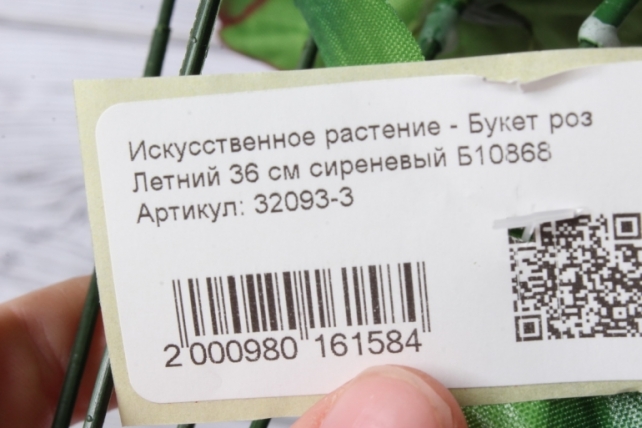 Искусственное растение - Букет роз
Летний 36 см сиреневый Б10868
Артикул: 32093-3
2 000980 161584